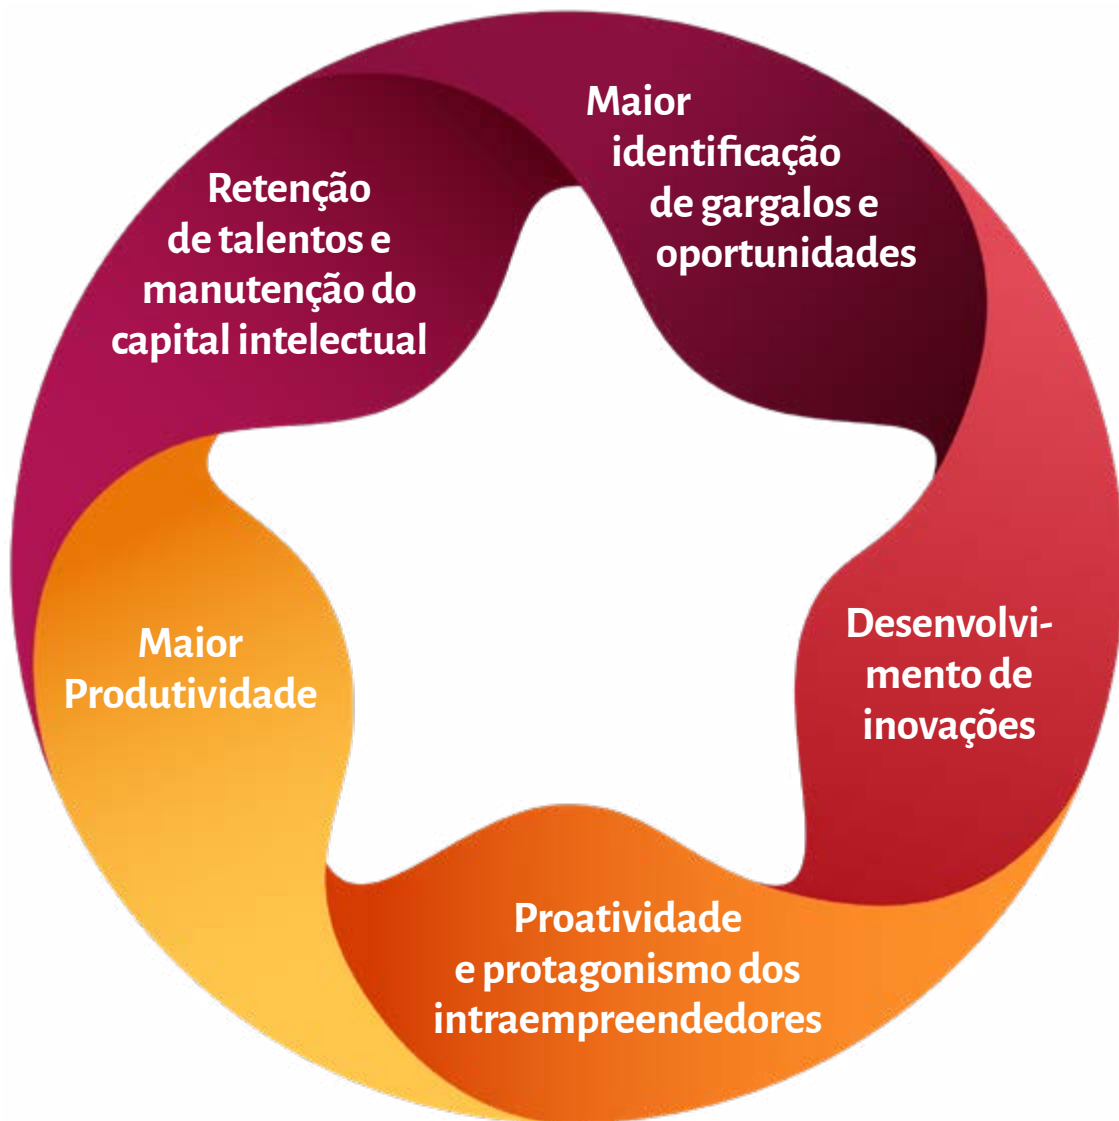 Maior
identificação
de gargalos e
oportunidades
Retenção
de talentos e
manutenção do
capital intelectual
Desenvolvi-
mento de
inovações
Maior
Produtividade
Proatividade
e protagonismo dos
intraempreendedores